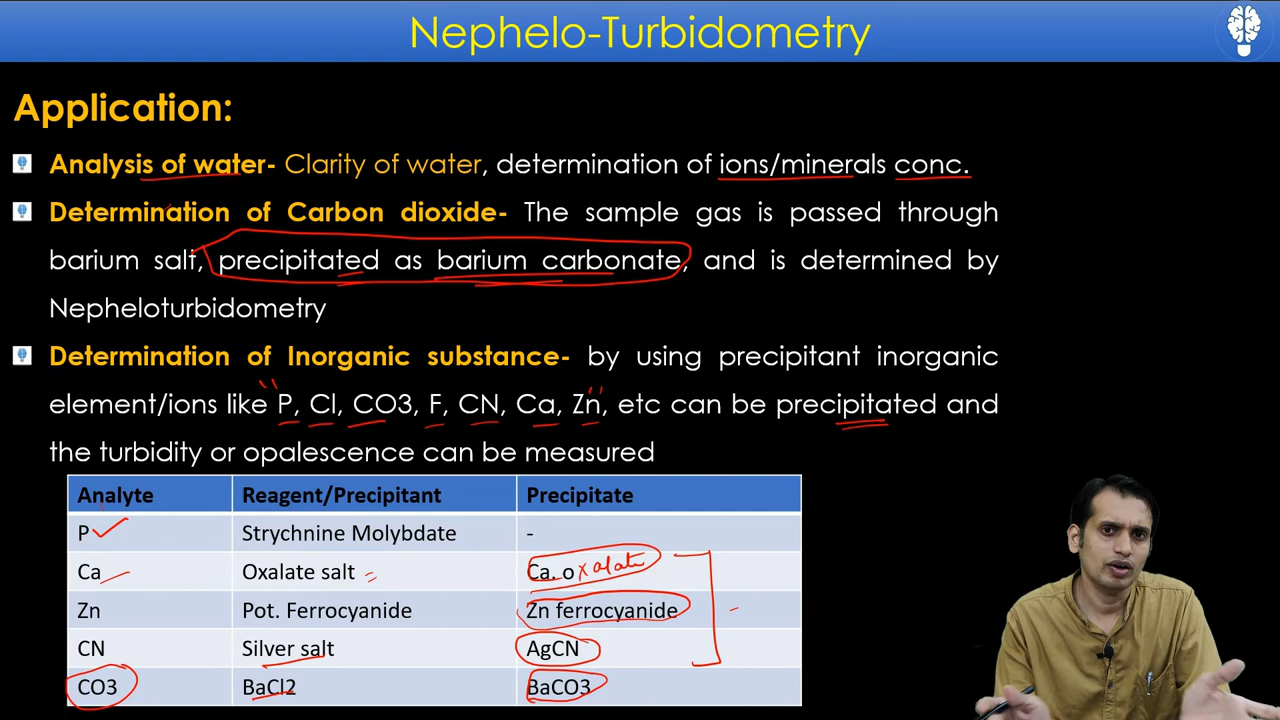 Nephelo-Turbidometry
Application:
Analysis of water- Clarity of water, determination of ions/minerals conc.
Determination of Carbon dioxide- The sample gas is passed through
barium salt, precipitated as barium carbonate, and is determined by
Nepheloturbidometry
Determination of Inorganic substance- by using precipitant inorganic
element/ions like P, Cl, CO3, F, CN, Ca, Zn, etc can be precipitated and
the turbidity or opalescence can be measured
Analyte Reagent/Precipitant Precipitate
P Strychnine Molybdate -
Ca Oxalate salt Ca. oxalate
Zn Pot. Ferrocyanide Zn ferrocyanide
CN Silver salt AgCN
CO3 BaCl2 BaCO3